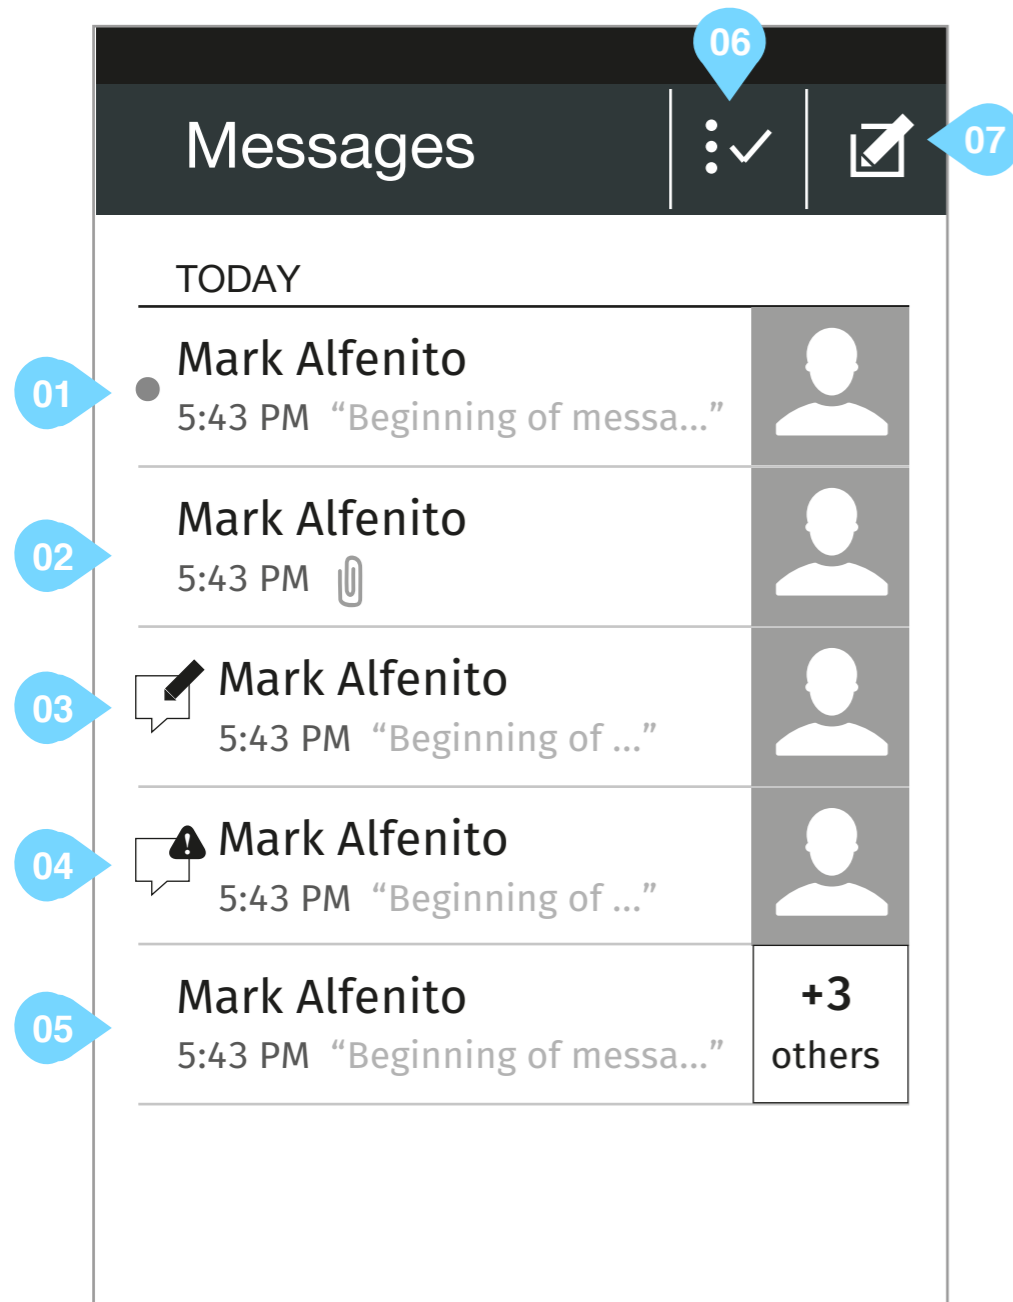 06
Messages
07
TODAY
Mark Alfenito
01
5:43 PM “Beginning of messa...”
Mark Alfenito
02
5:43 PM
Mark Alfenito
03
5:43 PM “Beginning of ...”
Mark Alfenito
04
5:43 PM “Beginning of ...”
Mark Alfenito
+3
05
5:43 PM “Beginning of messa...”
others